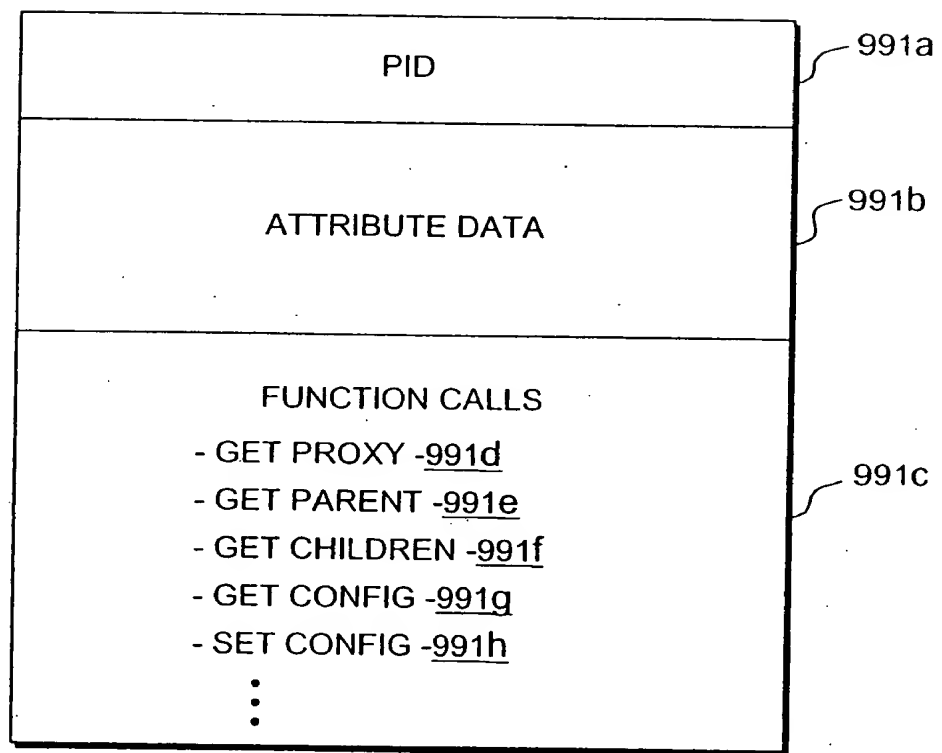 PID
991a
ATTRIBUTE DATA
991b
FUNCTION CALLS
- GET PROXY -991d
- GET PARENT -991e
- GET CHILDREN -991f
- GET CONFIG -991g
- SET CONFIG -991h
991c